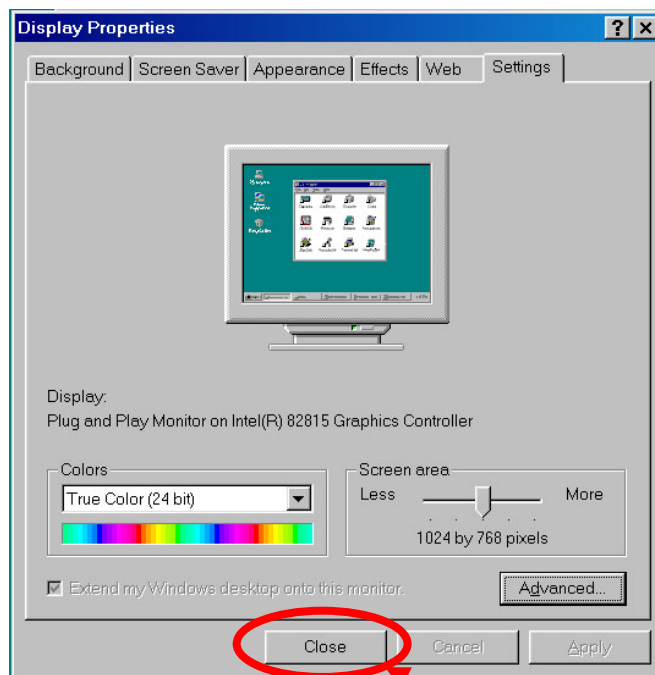 Display Properties
Background Screen Saver Appearance Effects Web Settings
Display:
Plug and Play Monitor on Intel(R) 82815 Graphics Controller
Colors
True Color (24 bit)
Screen area
Less More
1024 by 768 pixels
Extend my Windows desktop onto this monitor.
Advanced...
Close Cancel Apply